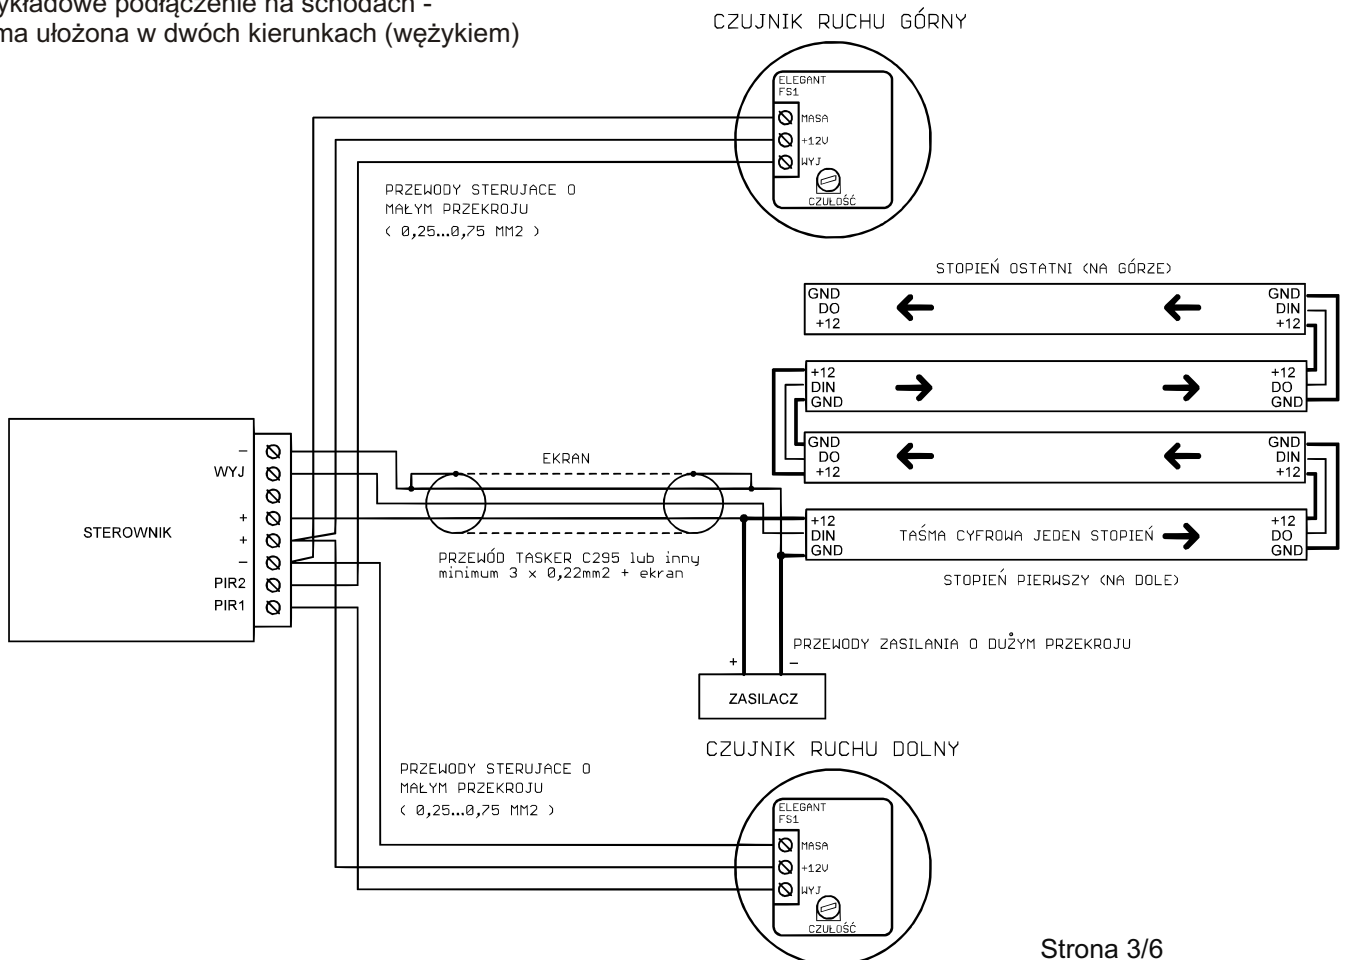 ykładowe podłączenie na schodach -
ma ułożona w dwóch kierunkach (wężykiem)
CZUJNIK RUCHU GÓRNY
ELEGANT
FS1
MASA
+12V
WYJ
CZUŁOŚĆ
PRZEWODY STERUJACE O
MAŁYM PRZEKROJU
( 0,25...0,75 MM2 )
STOPIEŃ OSTATNI (NA GÓRZE)
GND
DO
+12
GND
DIN
+12
+12
DIN
GND
+12
DO
GND
GND
DO
+12
GND
DIN
+12
+12
DIN
GND
TAŚMA CYFROWA JEDEN STOPIEŃ
+12
DO
GND
STOPIEŃ PIERWSZY (NA DOLE)
STEROWNIK
–
WYJ
+
+
–
PIR2
PIR1
EKRAN
PRZEWÓD TASKER C295 lub inny
minimum 3 x 0,22mm2 + ekran
PRZEWODY ZASILANIA O DUŻYM PRZEKROJU
+
–
ZASILACZ
CZUJNIK RUCHU DOLNY
PRZEWODY STERUJACE O
MAŁYM PRZEKROJU
( 0,25...0,75 MM2 )
ELEGANT
FS1
MASA
+12V
WYJ
CZUŁOŚĆ
Strona 3/6